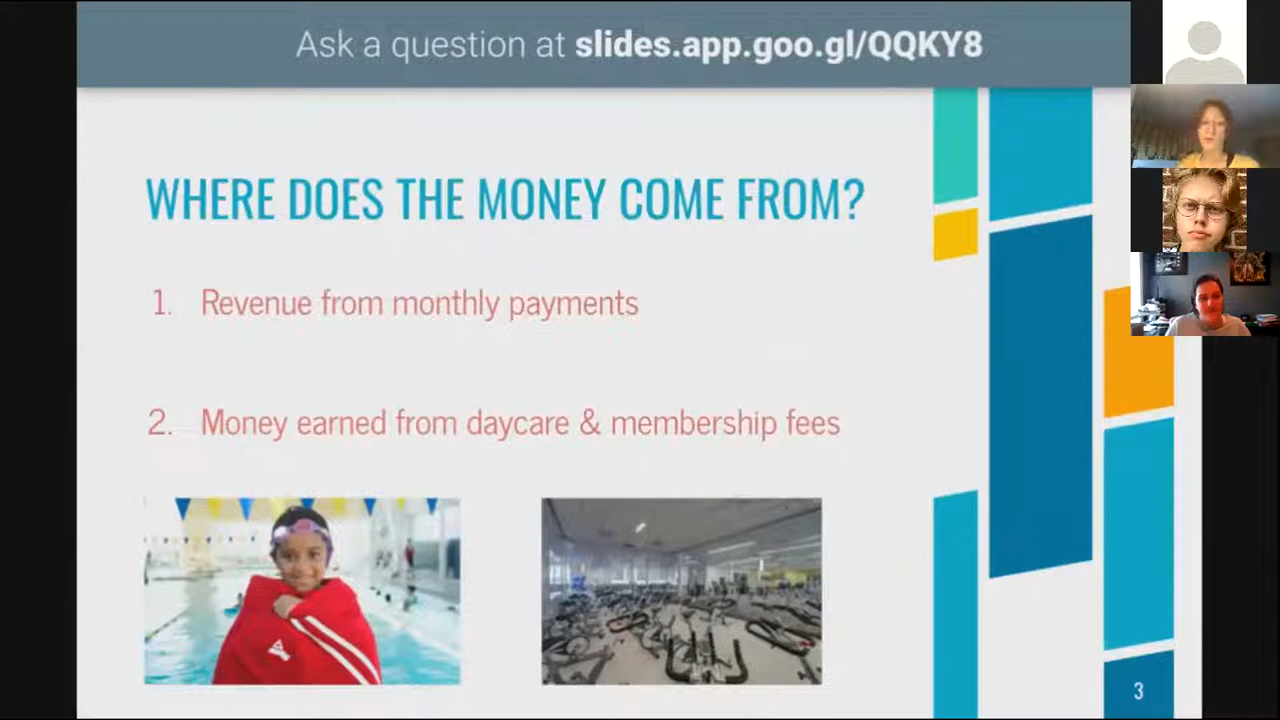 Ask a question at slides.app.goo.gl/QQKY8
WHERE DOES THE MONEY COME FROM?
1. Revenue from monthly payments
2. Money earned from daycare & membership fees
3